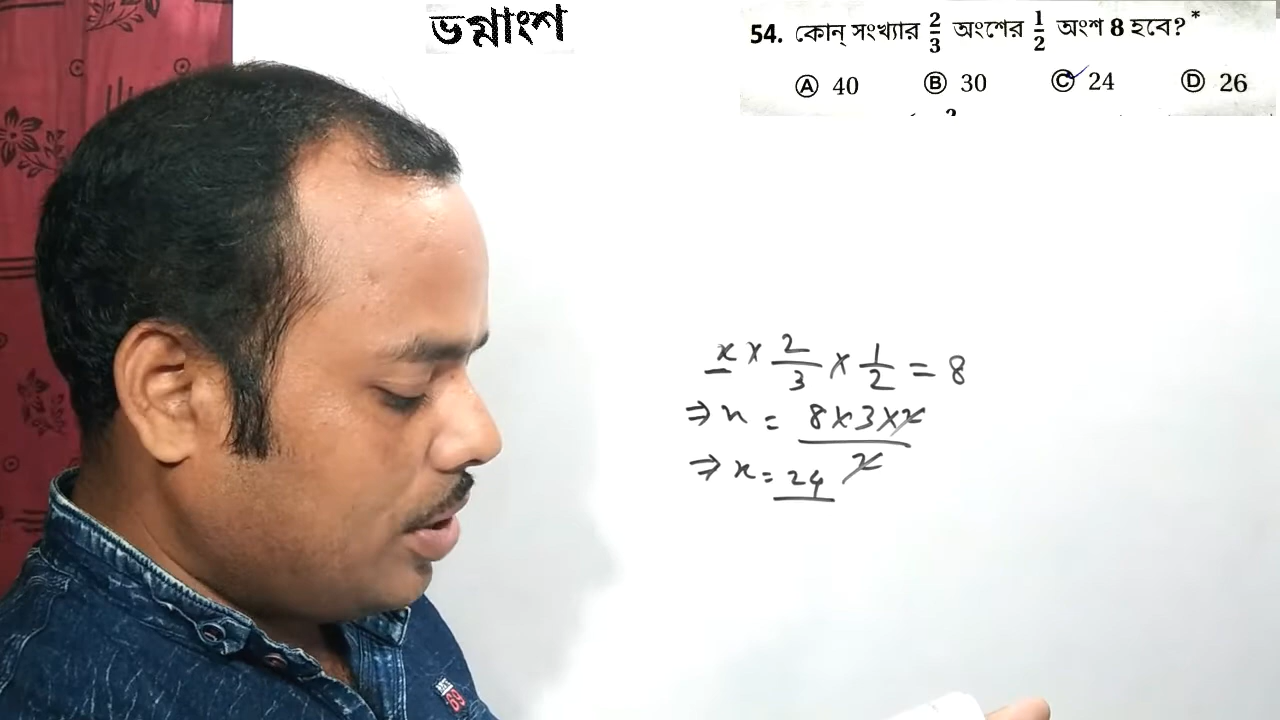 ভগ্নাংশ
54. কোন্ সংখ্যার 2/3 অংশের 1/2 অংশ 8 হবে? *
Ⓐ 40 Ⓑ 30 Ⓒ 24 Ⓓ 26
x × 2/3 × 1/2 = 8
⇒ x = 8×3×2 / 2
⇒ x = 24
69